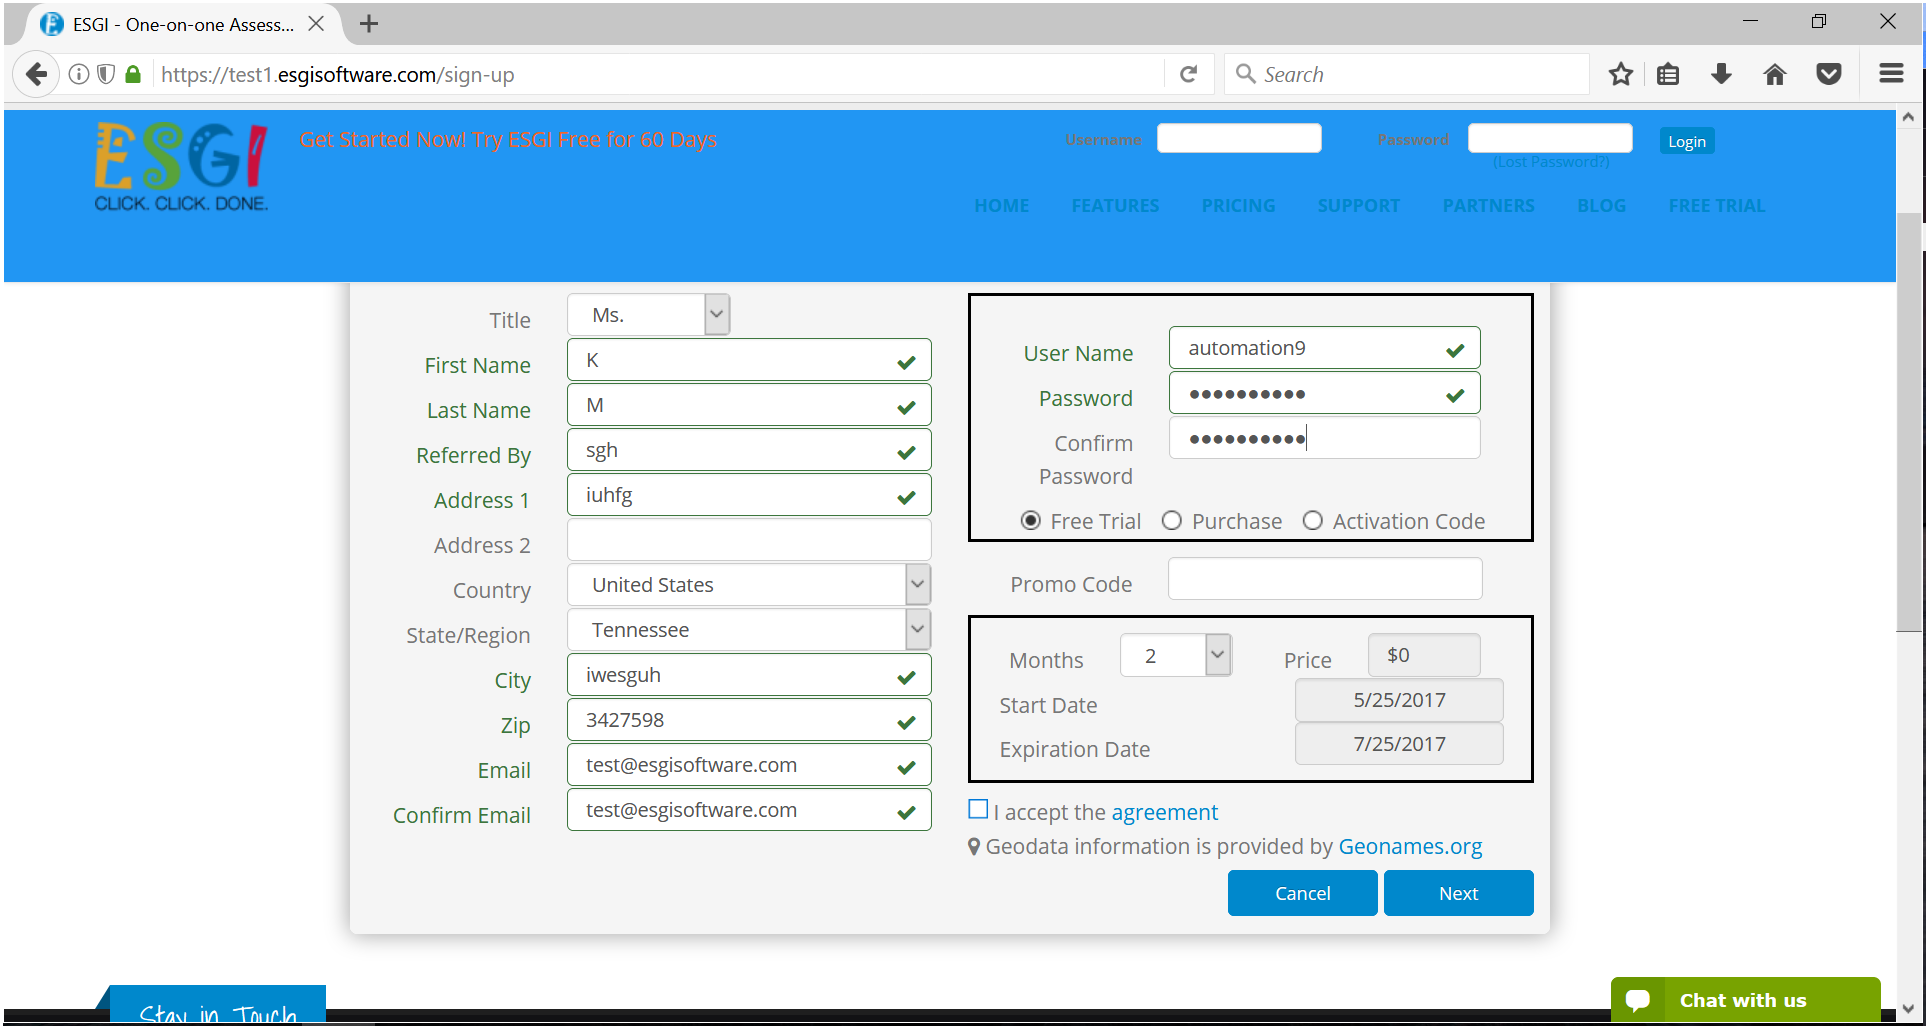 ESGI - One-on-one Assess...
https://test1.esgisoftware.com/sign-up
Search
ESGI
CLICK. CLICK. DONE.
Get Started Now! Try ESGI Free for 60 Days
Username
Password
Login
(Lost Password?)
HOME FEATURES PRICING SUPPORT PARTNERS BLOG FREE TRIAL
Title Ms.
First Name K
Last Name M
Referred By sgh
Address 1 iuhfg
Address 2
Country United States
State/Region Tennessee
City iwesguh
Zip 3427598
Email test@esgisoftware.com
Confirm Email test@esgisoftware.com
User Name automation9
Password ●●●●●●●●●●
Confirm ●●●●●●●●●●
Password
Free Trial Purchase Activation Code
Promo Code
Months 2 Price $0
Start Date 5/25/2017
Expiration Date 7/25/2017
I accept the agreement
Geodata information is provided by Geonames.org
Cancel Next
Stay in Touch
Chat with us